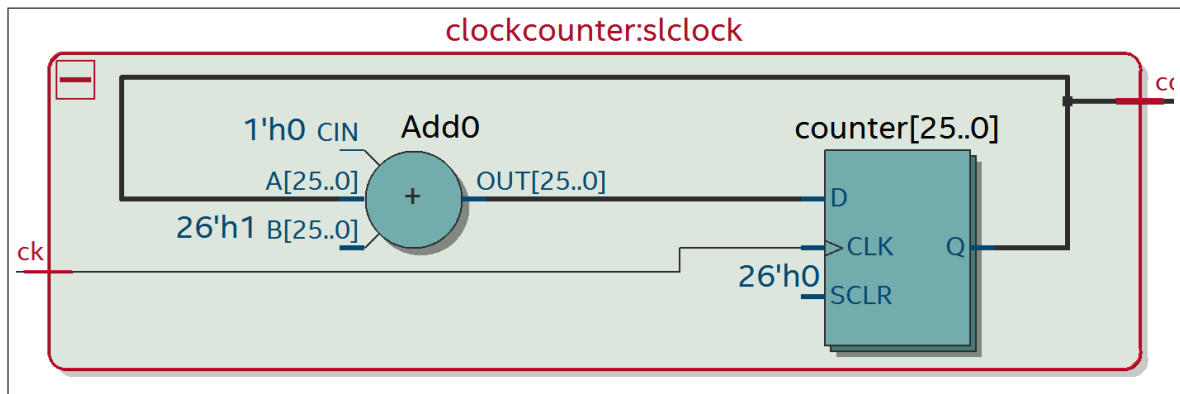 clockcounter:slclock
1'h0 CIN
Add0
counter[25..0]
A[25..0]
+
OUT[25..0]
D
26'h1 B[25..0]
ck
CLK
Q
26'h0
SCLR